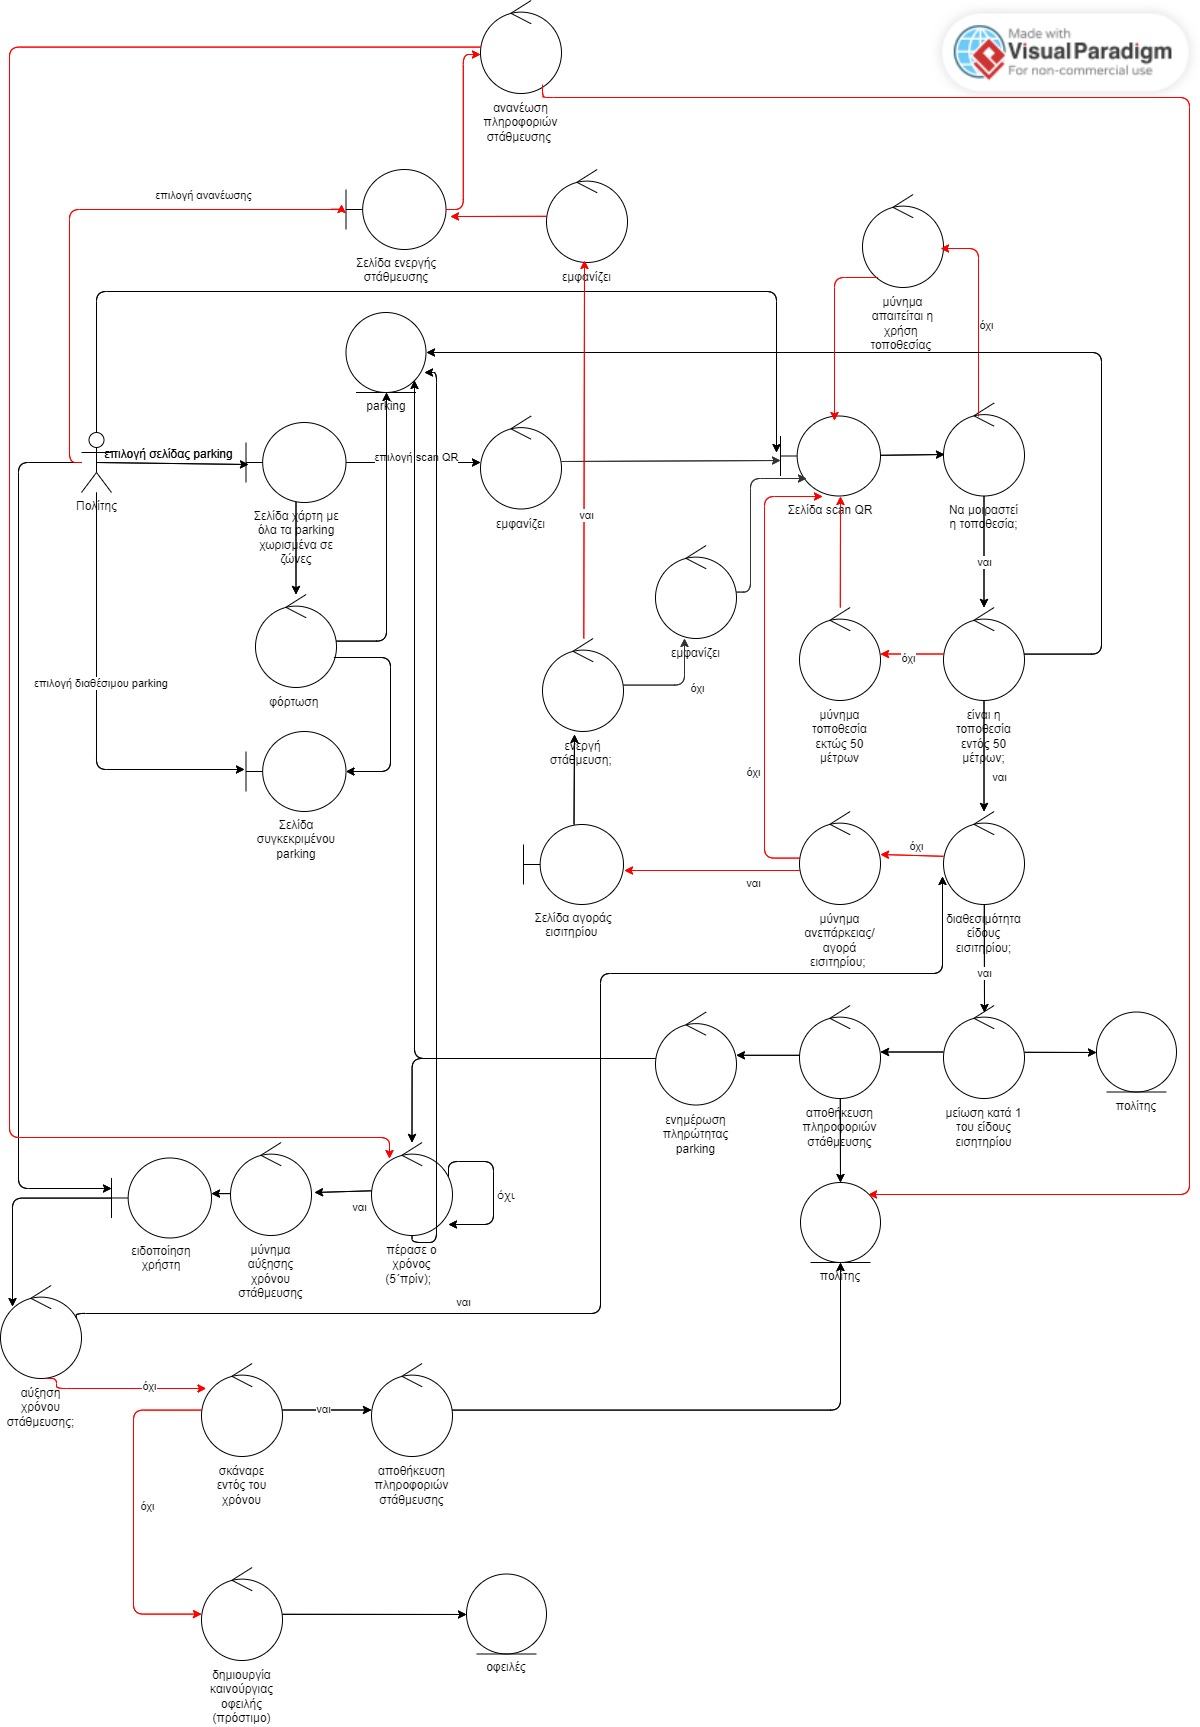 Made with
Visual Paradigm
For non-commercial use
ανανέωση
πληροφοριών
στάθμευσης
επιλογή ανανέωσης
Σελίδα ενεργής
στάθμευσης
εμφανίζει
μύνημα
απαιτείται η
χρήση
τοποθεσίας
όχι
parking
επιλογή σελίδας parking
επιλογή scan QR
Πολίτης
Σελίδα χάρτη με
όλα τα parking
χωρισμένα σε
ζώνες
εμφανίζει
Σελίδα scan QR
Να μοιραστεί
η τοποθεσία;
ναι
ναι
εμφανίζει
όχι
όχι
φόρτωση
επιλογή διαθέσιμου parking
μύνημα
τοποθεσία
εκτώς 50
μέτρων
είναι η
τοποθεσία
εντός 50
μέτρων;
ενεργή
στάθμευση;
όχι
ναι
Σελίδα
συγκεκριμένου
parking
όχι
ναι
Σελίδα αγοράς
εισιτηρίου
μύνημα
ανεπάρκειας/
αγορά
εισιτηρίου;
διαθεσιμότητα
είδους
εισιτηρίου;
ναι
ενημέρωση
πληρώτητας
parking
αποθήκευση
πληροφοριών
στάθμευσης
μείωση κατά 1
του είδους
εισητηρίου
πολίτης
ειδοποίηση
χρήστη
μύνημα
αύξησης
χρόνου
στάθμευσης
ναι
πέρασε ο
χρόνος
(5΄πρίν);
όχι
πολίτης
ναι
αύξηση
χρόνου
στάθμευσης;
όχι
σκάναρε
εντός του
χρόνου
ναι
αποθήκευση
πληροφοριών
στάθμευσης
όχι
δημιουργία
καινούργιας
οφειλής
(πρόστιμο)
οφειλές